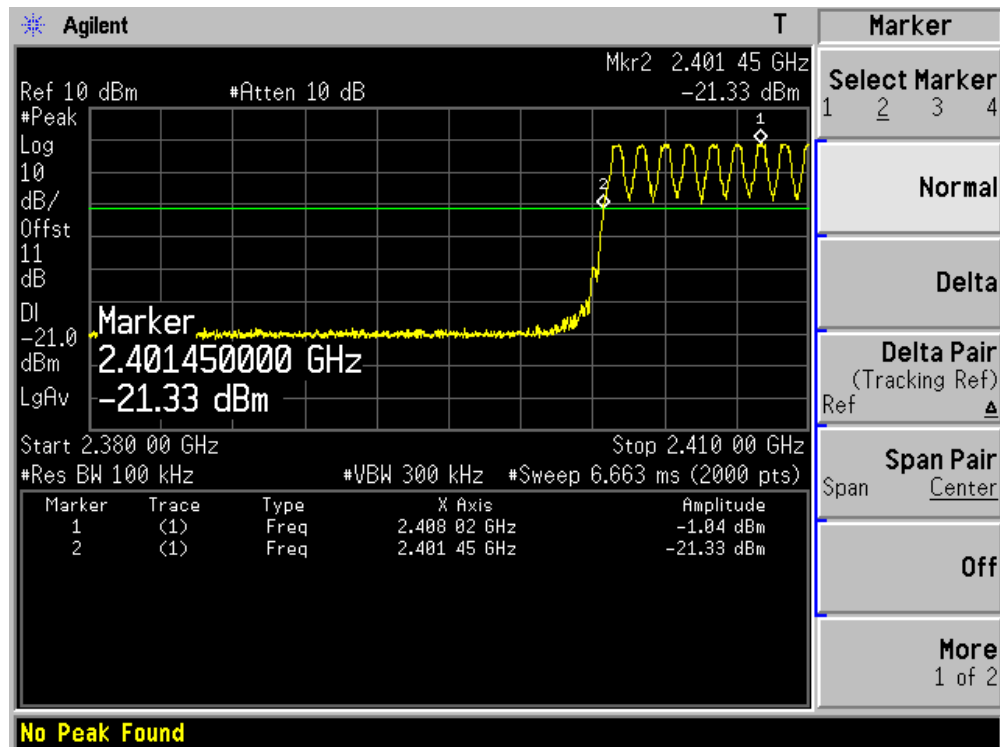 Agilent T
Mkr2 2.401 45 GHz
Ref 10 dBm #Atten 10 dB -21.33 dBm
#Peak
Log
10
dB/
Offst
11
dB
DI
-21.0
dBm
LgAv
1
2
Marker
2.401450000 GHz
-21.33 dBm
Start 2.380 00 GHz Stop 2.410 00 GHz
#Res BW 100 kHz #VBW 300 kHz #Sweep 6.663 ms (2000 pts)
Marker Trace Type X Axis Amplitude
1 (1) Freq 2.408 02 GHz -1.04 dBm
2 (1) Freq 2.401 45 GHz -21.33 dBm
No Peak Found
Marker
Select Marker
1 2 3 4
Normal
Delta
Delta Pair
(Tracking Ref)
Ref Δ
Span Pair
Span Center
Off
More
1 of 2